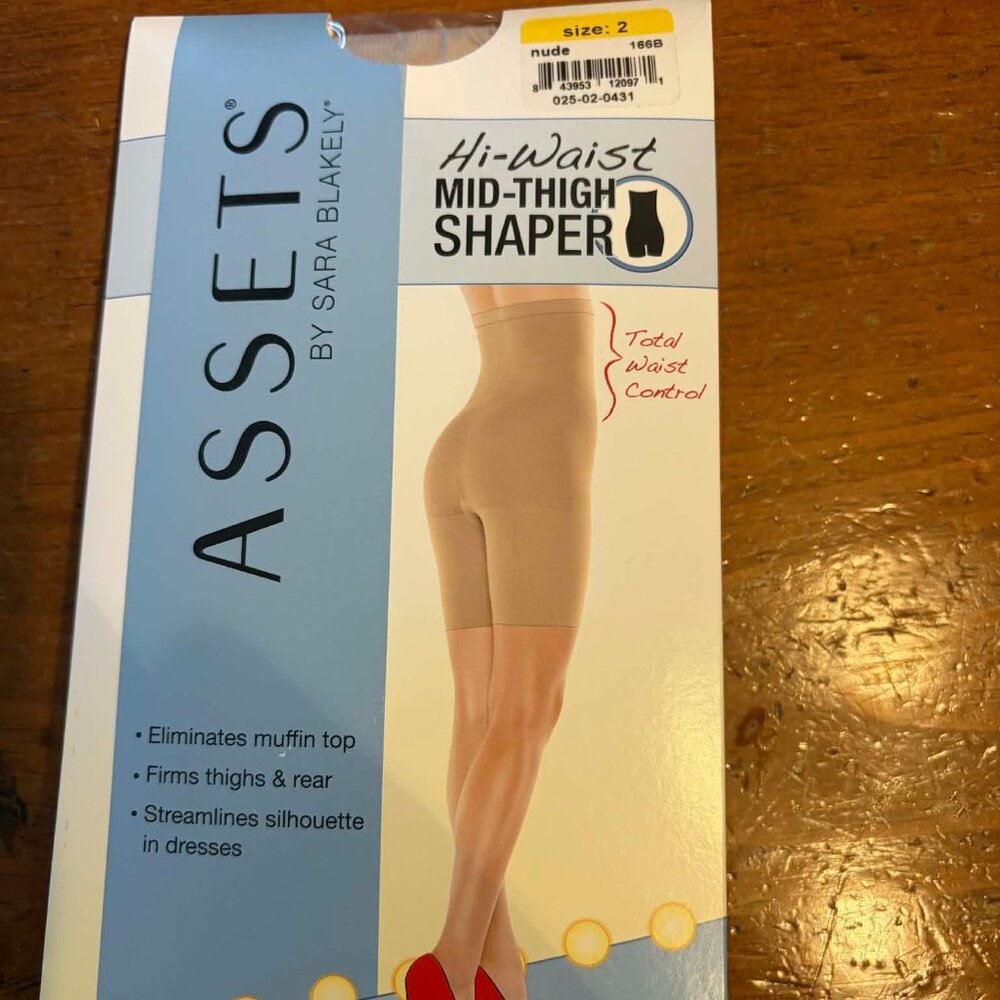 size: 2
nude 166B
8 43953 12097 1
025-02-0431
ASSETS®
BY SARA BLAKELY®
Hi-Waist
MID-THIGH
SHAPER
Total
Waist
Control
• Eliminates muffin top
• Firms thighs & rear
• Streamlines silhouette
in dresses